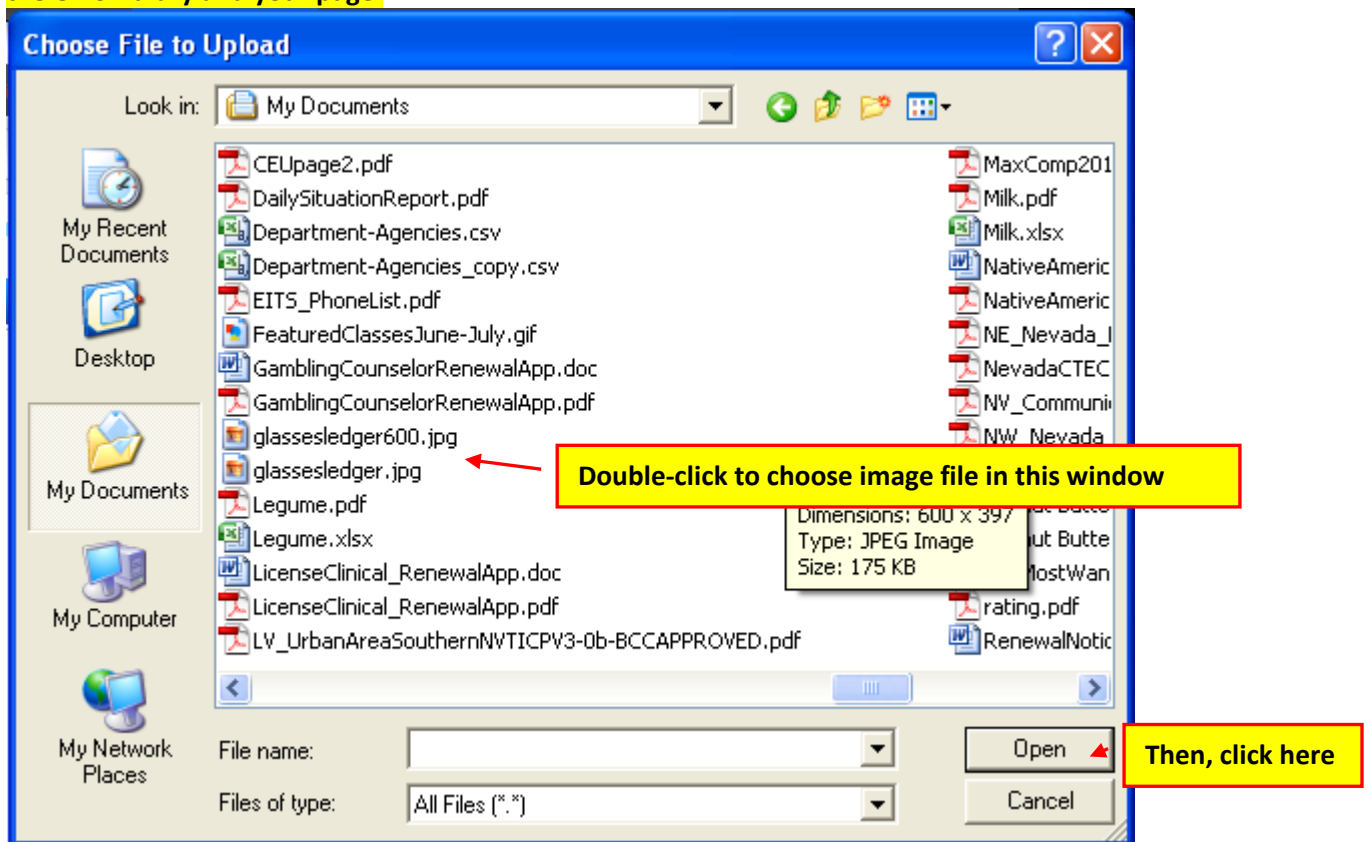 Choose File to Upload
Look in:
My Documents
My Recent
Documents
Desktop
My Documents
My Computer
My Network
Places
CEUpage2.pdf
DailySituationReport.pdf
Department-Agencies.csv
Department-Agencies_copy.csv
EITS_PhoneList.pdf
FeaturedClassesJune-July.gif
GamblingCounselorRenewalApp.doc
GamblingCounselorRenewalApp.pdf
glassesledger600.jpg
glassesledger.jpg
Legume.pdf
Legume.xlsx
LicenseClinical_RenewalApp.doc
LicenseClinical_RenewalApp.pdf
LV_UrbanAreaSouthernNVTICPV3-0b-BCCAPPROVED.pdf
MaxComp201
Milk.pdf
Milk.xlsx
NativeAmeric
NativeAmeric
NE_Nevada_
NevadaCTEC
NV_Communi
NW_Nevada
Double-click to choose image file in this window
Dimensions: 600 x 397
Type: JPEG Image
Size: 175 KB
ut Butte
MostWan
rating.pdf
RenewalNotic
File name:
Open
Then, click here
Files of type:
All Files (*.*)
Cancel